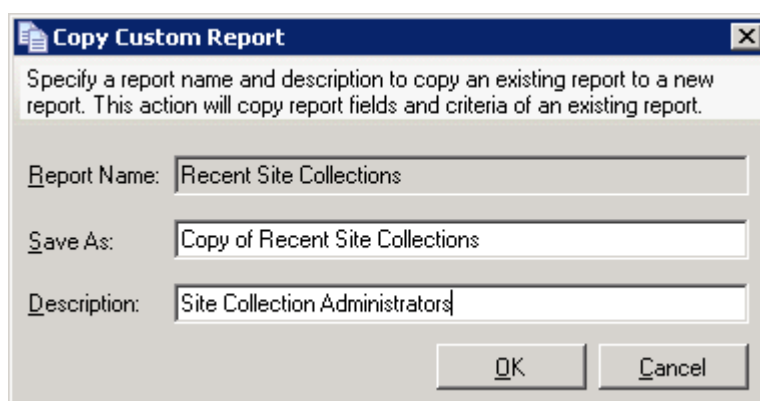 Copy Custom Report
Specify a report name and description to copy an existing report to a new
report. This action will copy report fields and criteria of an existing report.
Report Name: Recent Site Collections
Save As: Copy of Recent Site Collections
Description: Site Collection Administrators
OK Cancel